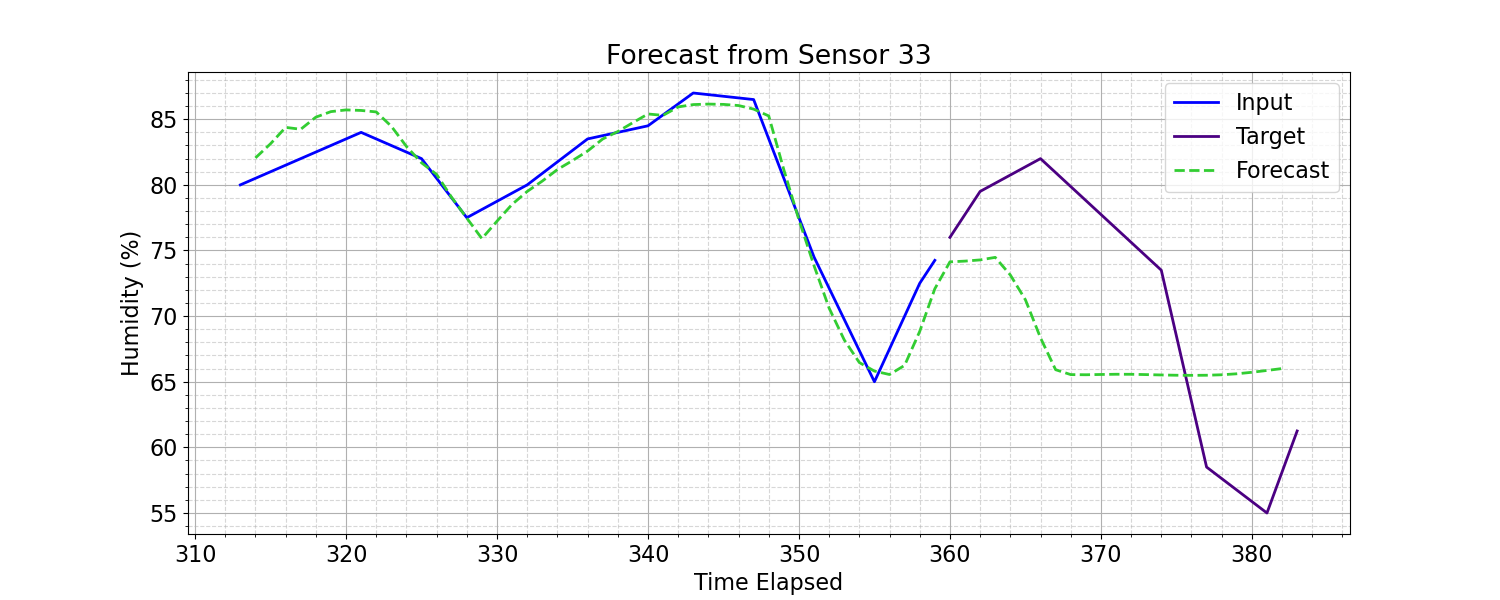 Forecast from Sensor 33
Input
Target
Forecast
Humidity (%)
85
80
75
70
65
60
55
310 320 330 340 350 360 370 380
Time Elapsed